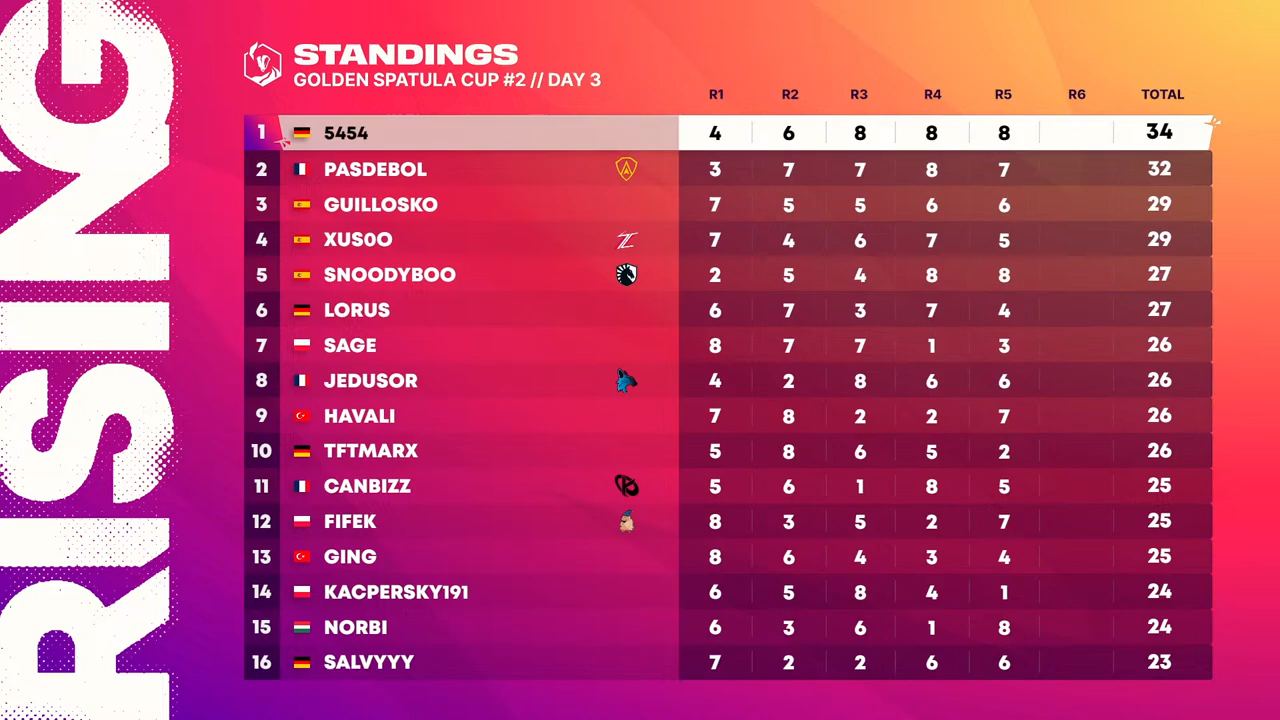 RISING
STANDINGS
GOLDEN SPATULA CUP #2 // DAY 3
R1 R2 R3 R4 R5 R6 TOTAL
1 5454 4 6 8 8 8 34
2 PASDEBOL 3 7 7 8 7 32
3 GUILLOSKO 7 5 5 6 6 29
4 XUS0O 7 4 6 7 5 29
5 SNOODYBOO 2 5 4 8 8 27
6 LORUS 6 7 3 7 4 27
7 SAGE 8 7 7 1 3 26
8 JEDUSOR 4 2 8 6 6 26
9 HAVALI 7 8 2 2 7 26
10 TFTMARX 5 8 6 5 2 26
11 CANBIZZ 5 6 1 8 5 25
12 FIFEK 8 3 5 2 7 25
13 GING 8 6 4 3 4 25
14 KACPERSKY191 6 5 8 4 1 24
15 NORBI 6 3 6 1 8 24
16 SALVYYY 7 2 2 6 6 23